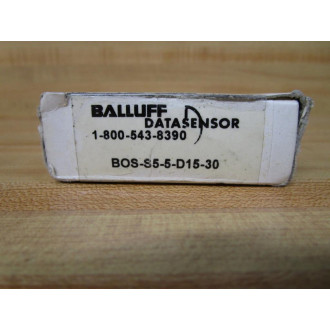 BALLUFF
DATASENSOR
1-800-543-8390
BOS-S5-5-D15-30